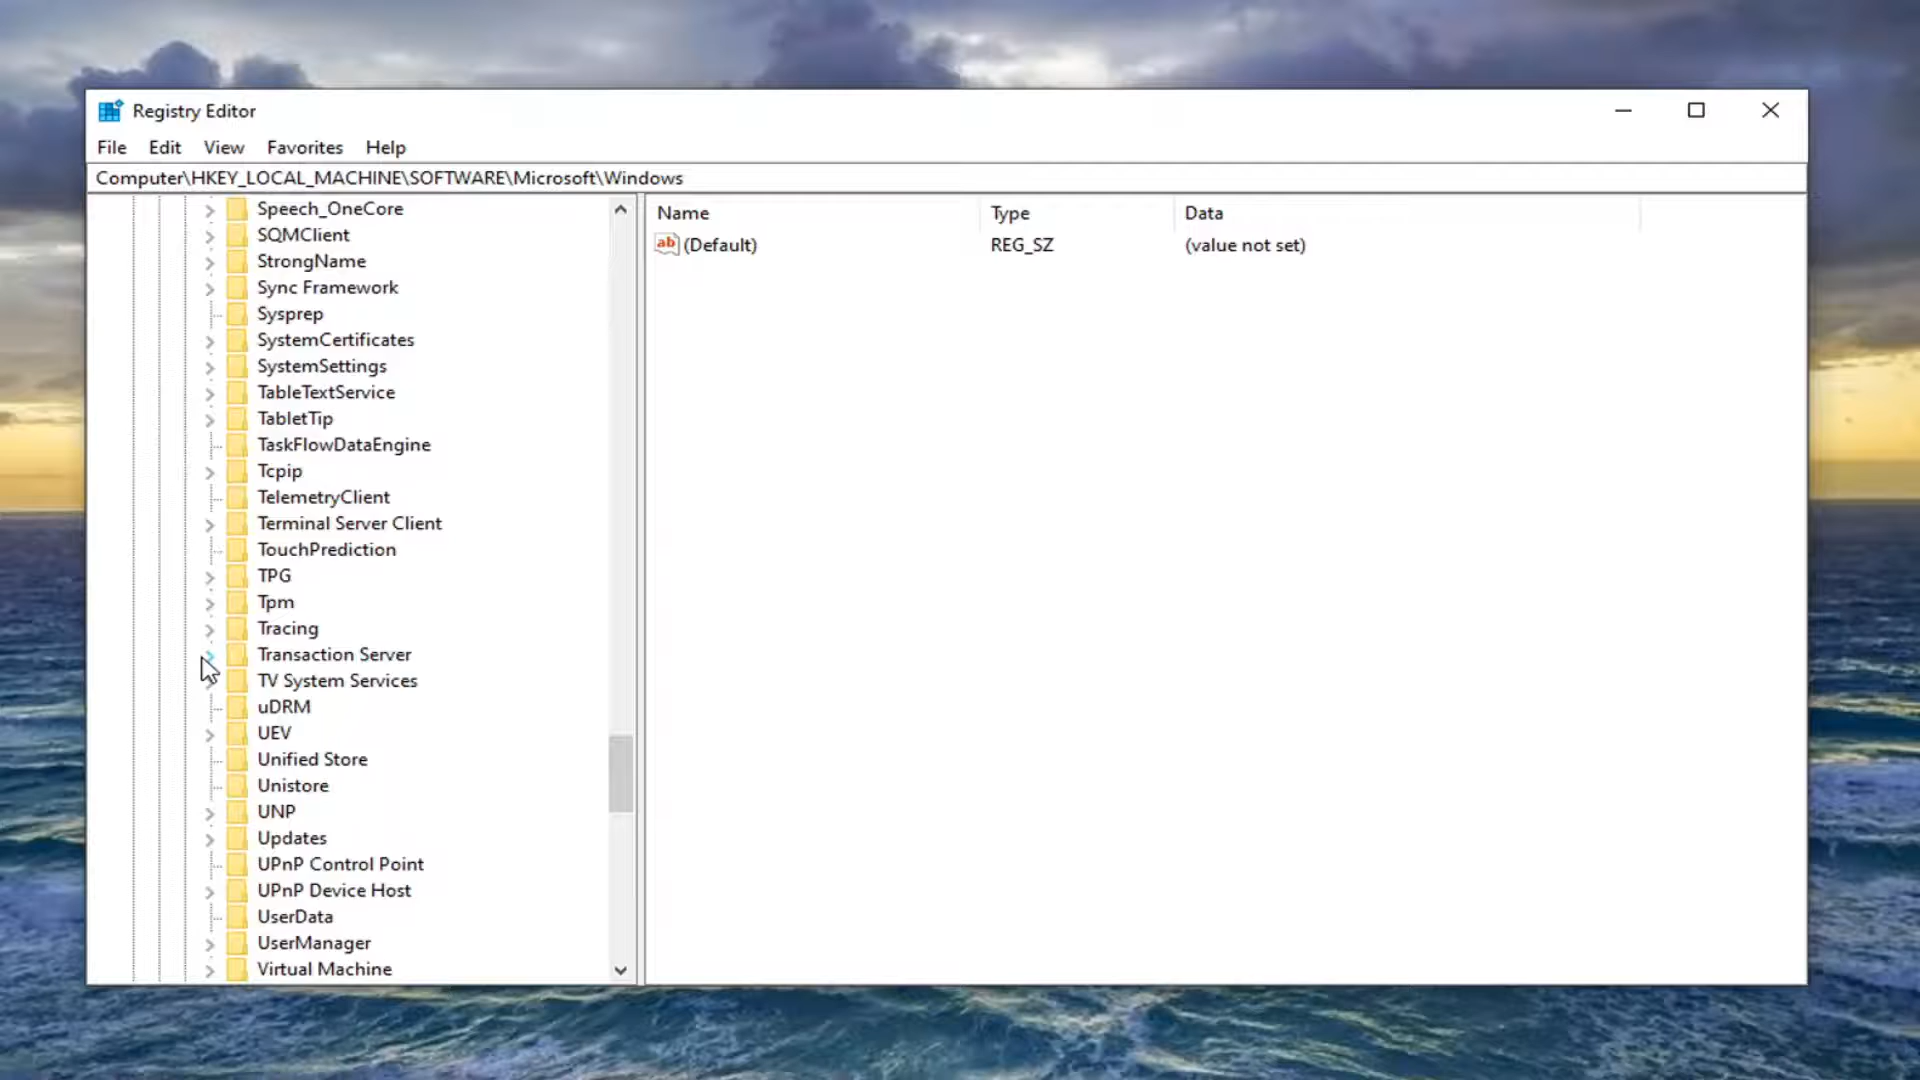 Registry Editor
File Edit View Favorites Help
Computer\HKEY_LOCAL_MACHINE\SOFTWARE\Microsoft\Windows
Name Type Data
ab (Default) REG_SZ (value not set)
Speech_OneCore
SQMClient
StrongName
Sync Framework
Sysprep
SystemCertificates
SystemSettings
TableTextService
TabletTip
TaskFlowDataEngine
Tcpip
TelemetryClient
Terminal Server Client
TouchPrediction
TPG
Tpm
Tracing
Transaction Server
TV System Services
uDRM
UEV
Unified Store
Unistore
UNP
Updates
UPnP Control Point
UPnP Device Host
UserData
UserManager
Virtual Machine